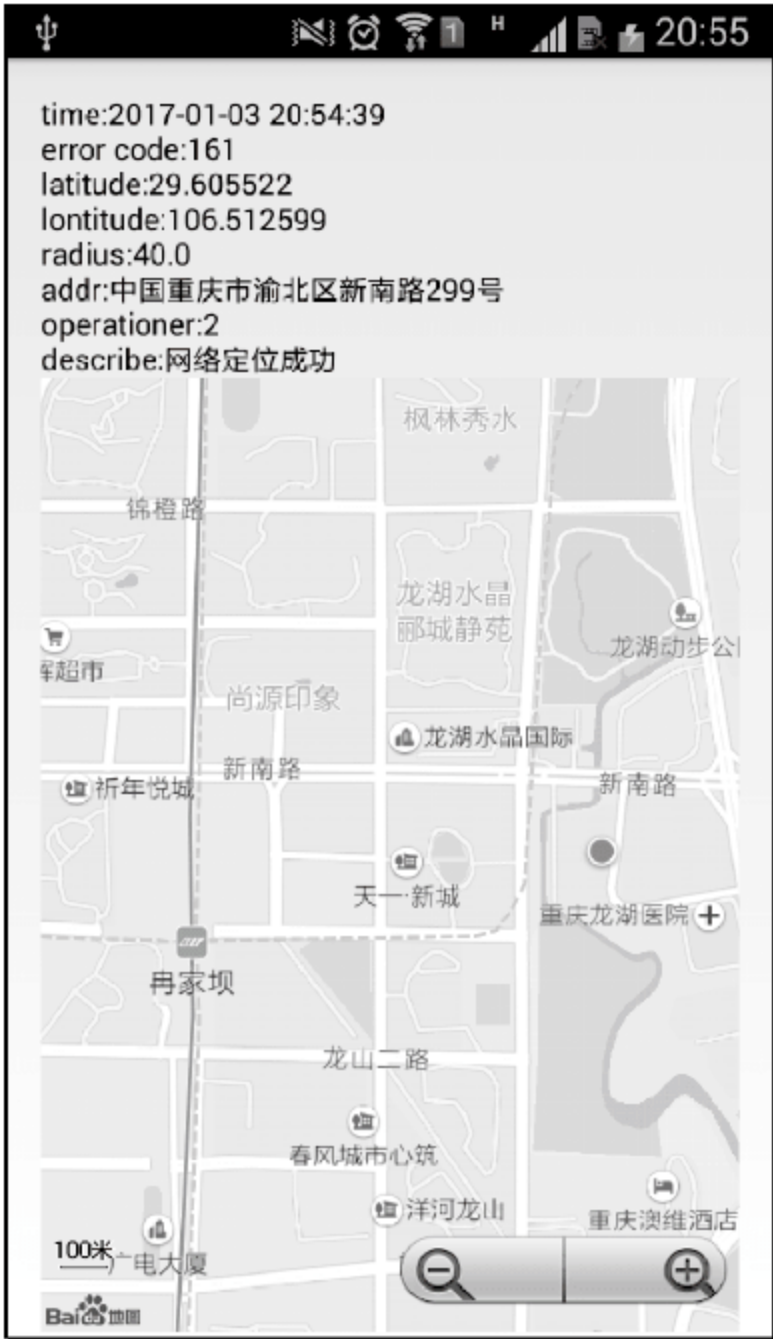 1 H 20:55
time:2017-01-03 20:54:39
error code:161
latitude:29.605522
lontitude:106.512599
radius:40.0
addr:中国重庆市渝北区新南路299号
operationer:2
describe:网络定位成功
枫林秀水
锦橙路
龙湖水晶
郦城静苑
龙湖动步公
辉超市
尚源印象
龙湖水晶国际
新南路
新南路
祈年悦城
天一·新城
重庆龙湖医院
冉家坝
龙山二路
春风城市心筑
洋河龙山
重庆澳维酒店
100米
电大厦
Bai 地图